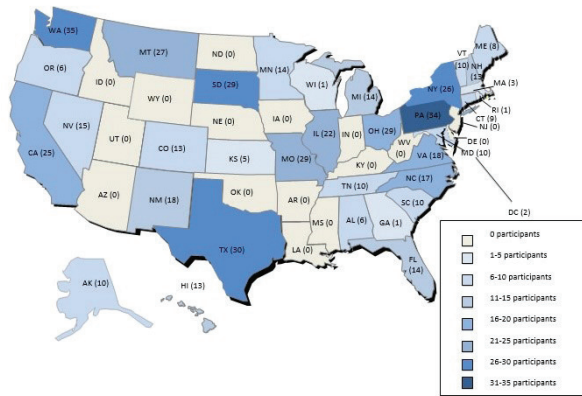 WA (35)
MT (27)
ND (0)
MN (14)
VT
(10)
ME (8)
NH
(13)
OR (6)
ID (0)
SD (29)
WI (1)
NY (26)
MA (3)
WY (0)
MI (14)
RI (1)
CT (9)
NJ (0)
NV (15)
UT (0)
NE (0)
IA (0)
PA (34)
IL (22)
IN (0)
OH (29)
WV
(0)
DE (0)
MD (10)
CA (25)
CO (13)
KS (5)
MO (29)
KY (0)
VA (18)
NC (17)
TN (10)
SC (10
DC (2)
AZ (0)
NM (18)
OK (0)
AR (0)
MS (0)
AL (6)
GA (1)
TX (30)
LA (0)
FL
(14)
AK (10)
HI (13)
0 participants
1-5 participants
6-10 participants
11-15 participants
16-20 participants
21-25 participants
26-30 participants
31-35 participants